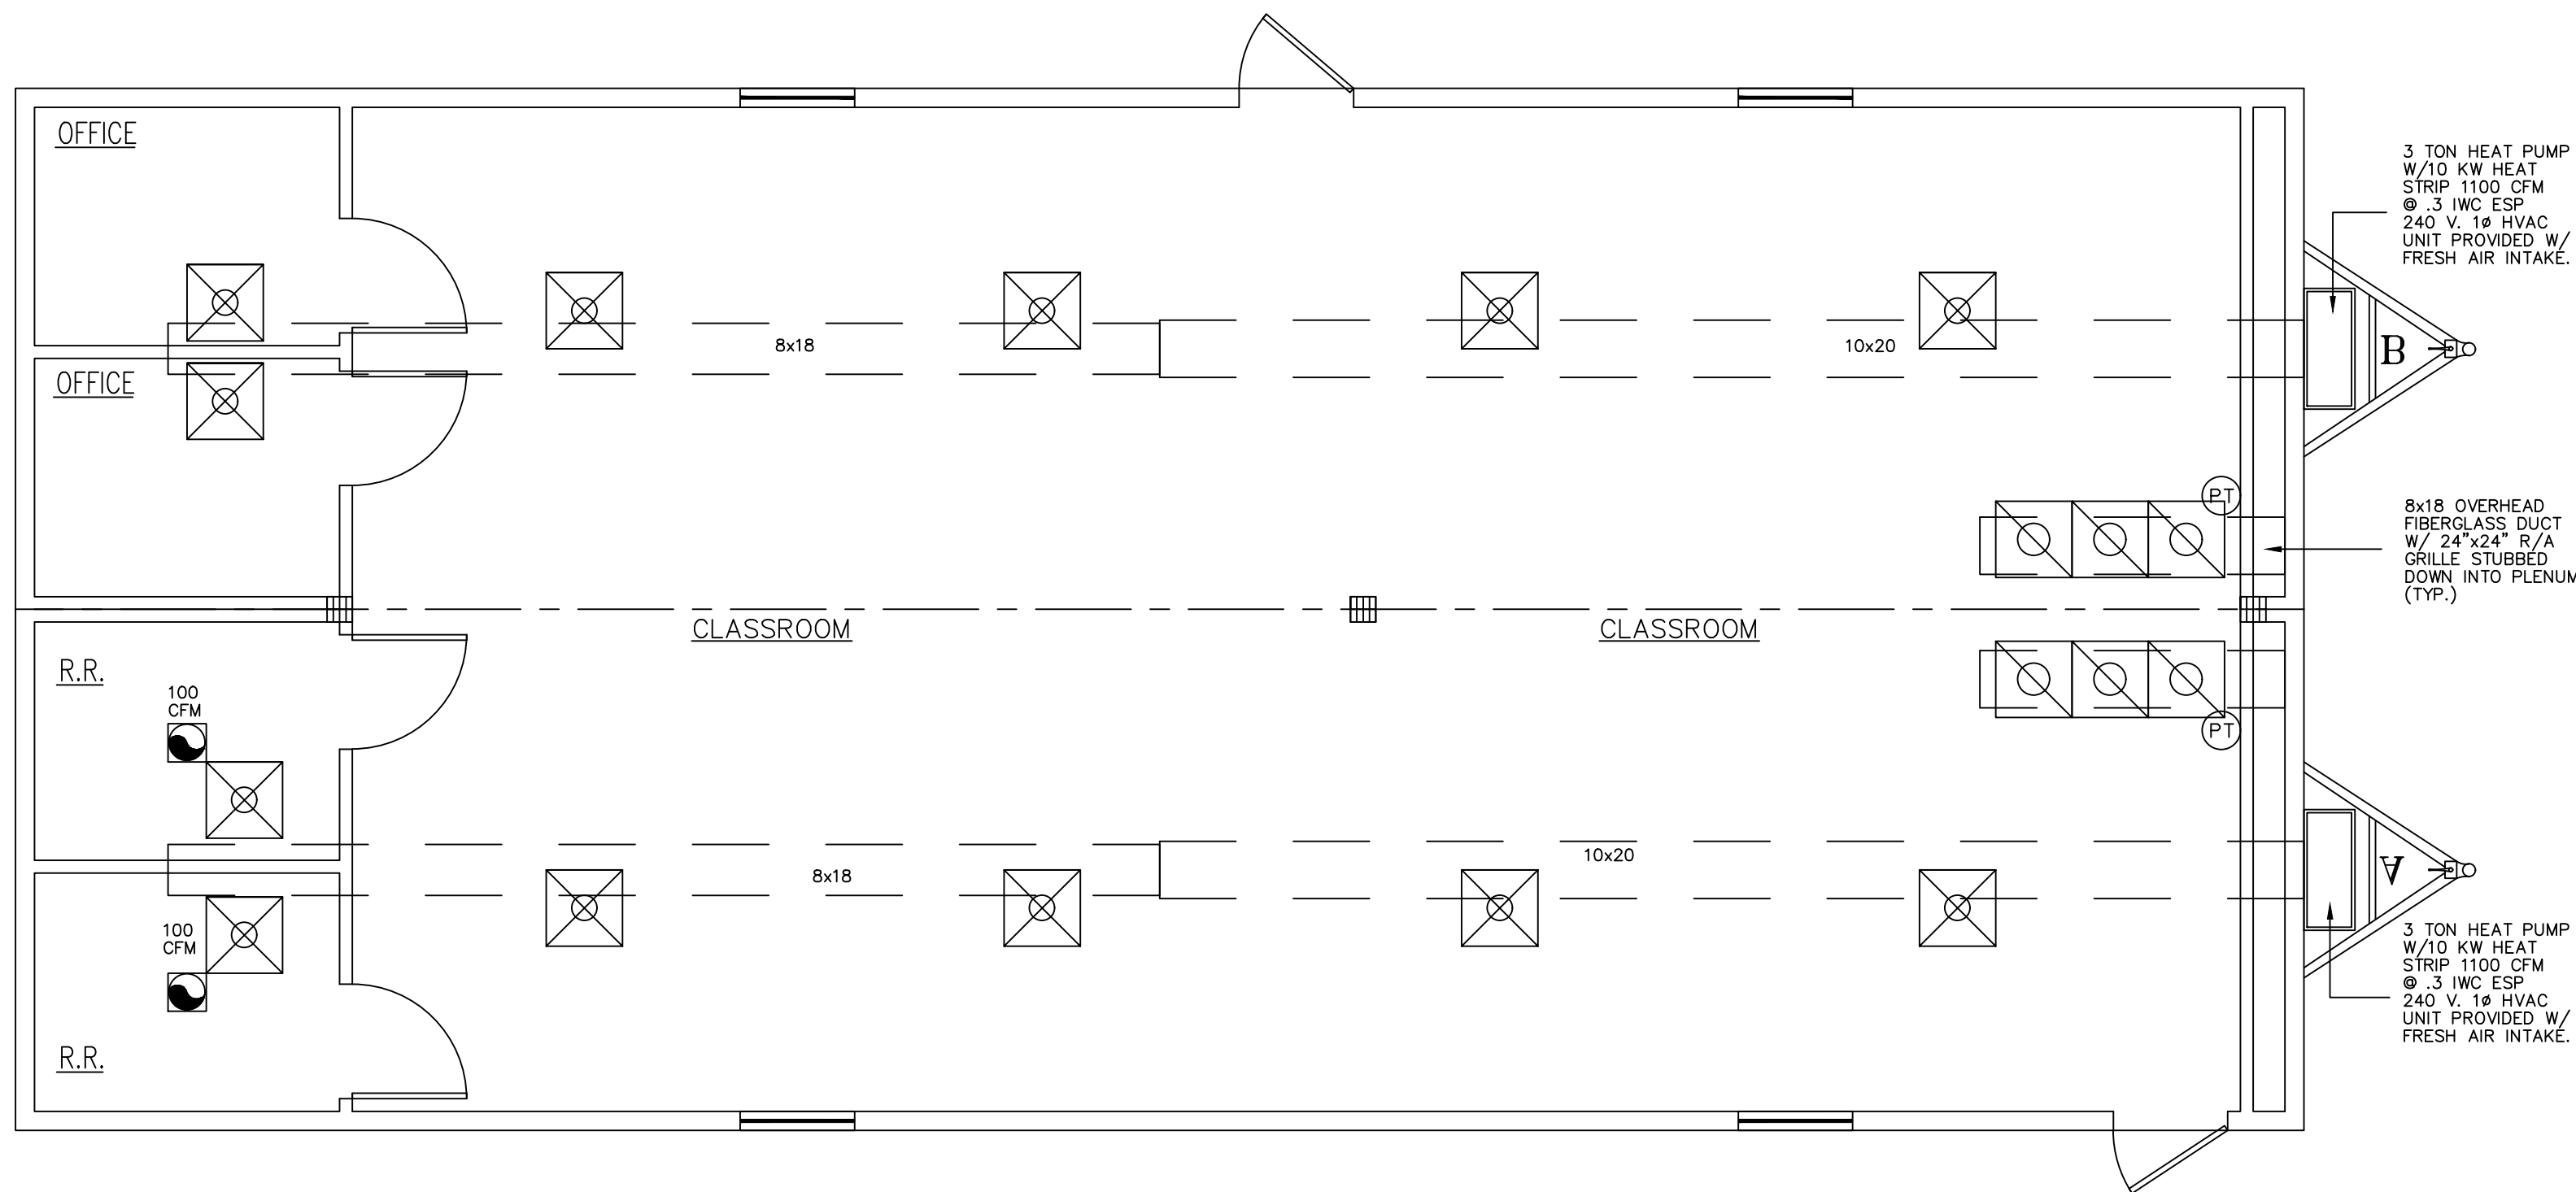 OFFICE
3 TON HEAT PUMP
W/10 KW HEAT
STRIP 1100 CFM
@ .3 IWC ESP
240 V. 1ø HVAC
UNIT PROVIDED W/
FRESH AIR INTAKE.
8x18
10x20
B
OFFICE
PT
8x18 OVERHEAD
FIBERGLASS DUCT
W/ 24"x24" R/A
GRILLE STUBBED
DOWN INTO PLENUM
(TYP.)
CLASSROOM
CLASSROOM
R.R.
100
CFM
PT
8x18
10x20
A
100
CFM
3 TON HEAT PUMP
W/10 KW HEAT
STRIP 1100 CFM
@ .3 IWC ESP
240 V. 1ø HVAC
UNIT PROVIDED W/
FRESH AIR INTAKE.
R.R.